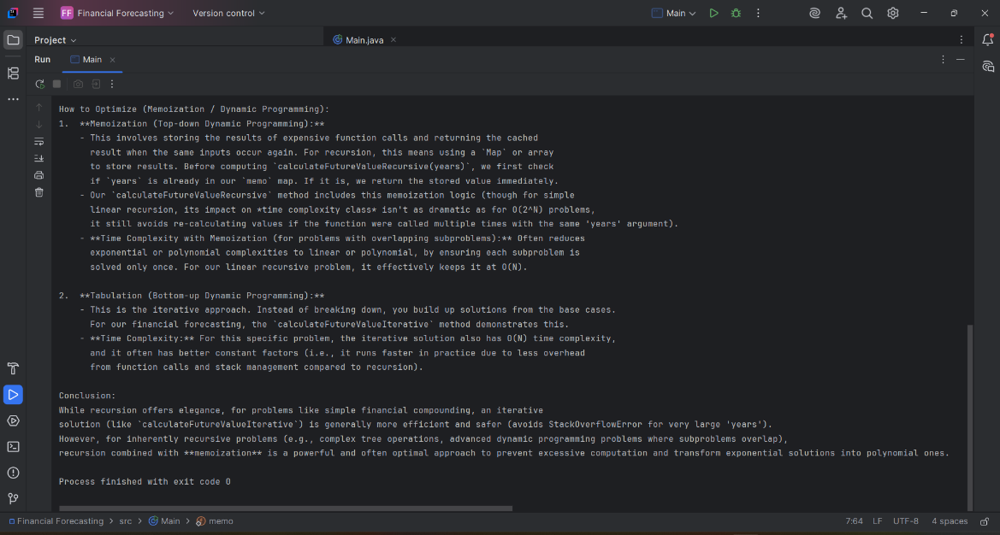 FF Financial Forecasting Version control Main
Project Main.java
Run Main
How to Optimize (Memoization / Dynamic Programming):
1. **Memoization (Top-down Dynamic Programming):**
- This involves storing the results of expensive function calls and returning the cached
result when the same inputs occur again. For recursion, this means using a `Map` or array
to store results. Before computing `calculateFutureValueRecursive(years)`, we first check
if `years` is already in our `memo` map. If it is, we return the stored value immediately.
- Our `calculateFutureValueRecursive` method includes this memoization logic (though for simple
linear recursion, its impact on *time complexity class* isn't as dramatic as for O(2^N) problems,
it still avoids re-calculating values if the function were called multiple times with the same 'years' argument).
- **Time Complexity with Memoization (for problems with overlapping subproblems):** Often reduces
exponential or polynomial complexities to linear or polynomial, by ensuring each subproblem is
solved only once. For our linear recursive problem, it effectively keeps it at O(N).
2. **Tabulation (Bottom-up Dynamic Programming):**
- This is the iterative approach. Instead of breaking down, you build up solutions from the base cases.
For our financial forecasting, the `calculateFutureValueIterative` method demonstrates this.
- **Time Complexity:** For this specific problem, the iterative solution also has O(N) time complexity,
and it often has better constant factors (i.e., it runs faster in practice due to less overhead
from function calls and stack management compared to recursion).
Conclusion:
While recursion offers elegance, for problems like simple financial compounding, an iterative
solution (like `calculateFutureValueIterative`) is generally more efficient and safer (avoids StackOverflowError for very large 'years').
However, for inherently recursive problems (e.g., complex tree operations, advanced dynamic programming problems where subproblems overlap),
recursion combined with **memoization** is a powerful and often optimal approach to prevent excessive computation and transform exponential solutions into polynomial ones.
Process finished with exit code 0
Financial Forecasting > src > Main > memo 7:64 LF UTF-8 4 spaces